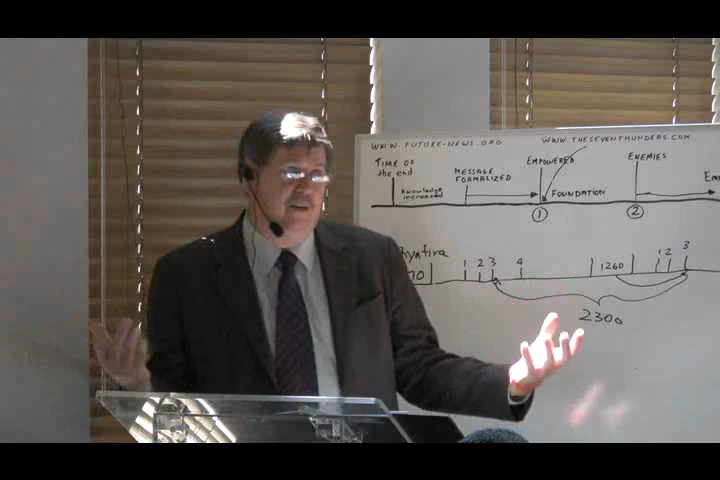 WWW. FUTURE-NEWS.ORG
WWW.THESEVENTHUNDERS.COM
TIME OF
the end
Knowledge
increased
MESSAGE
FORMALIZED
EMPOWERED
FOUNDATION
ENEMIES
1
2
1 2 3 4
1260
1 2 3
2300